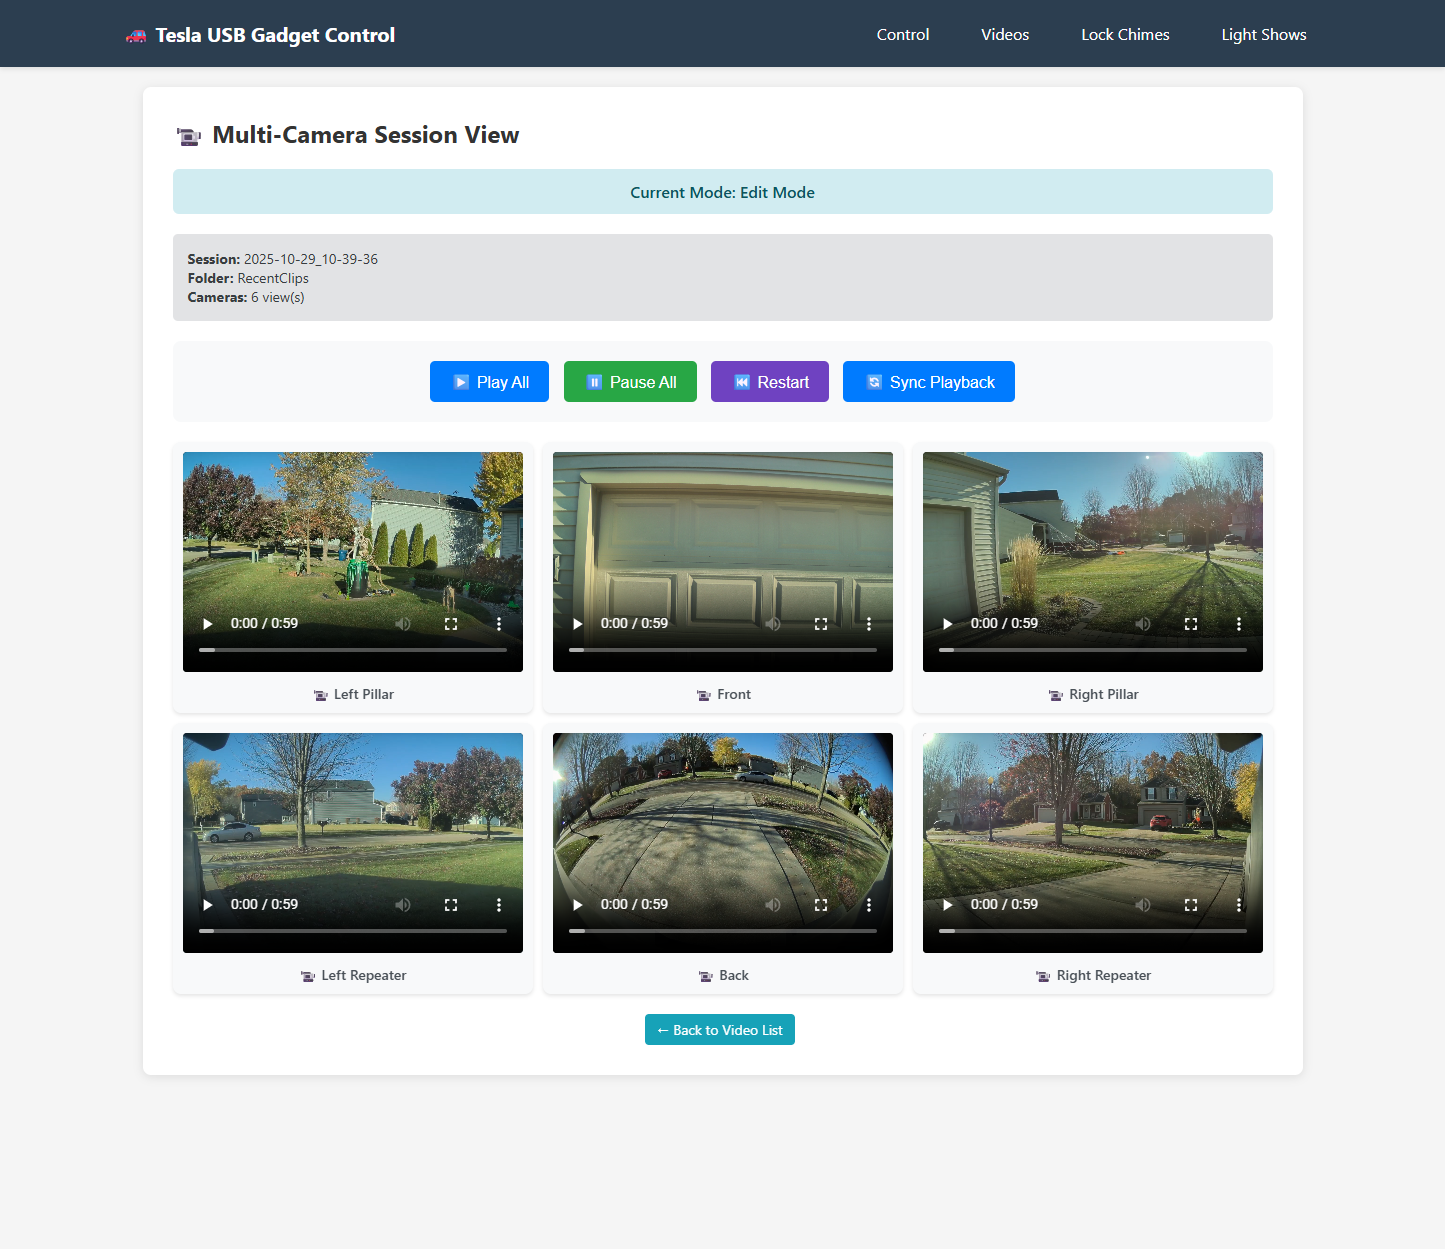 Tesla USB Gadget Control
Control
Videos
Lock Chimes
Light Shows
Multi-Camera Session View
Current Mode: Edit Mode
Session: 2025-10-29_10-39-36
Folder: RecentClips
Cameras: 6 view(s)
Play All
Pause All
Restart
Sync Playback
0:00 / 0:59
0:00 / 0:59
0:00 / 0:59
Left Pillar
Front
Right Pillar
0:00 / 0:59
0:00 / 0:59
0:00 / 0:59
Left Repeater
Back
Right Repeater
← Back to Video List